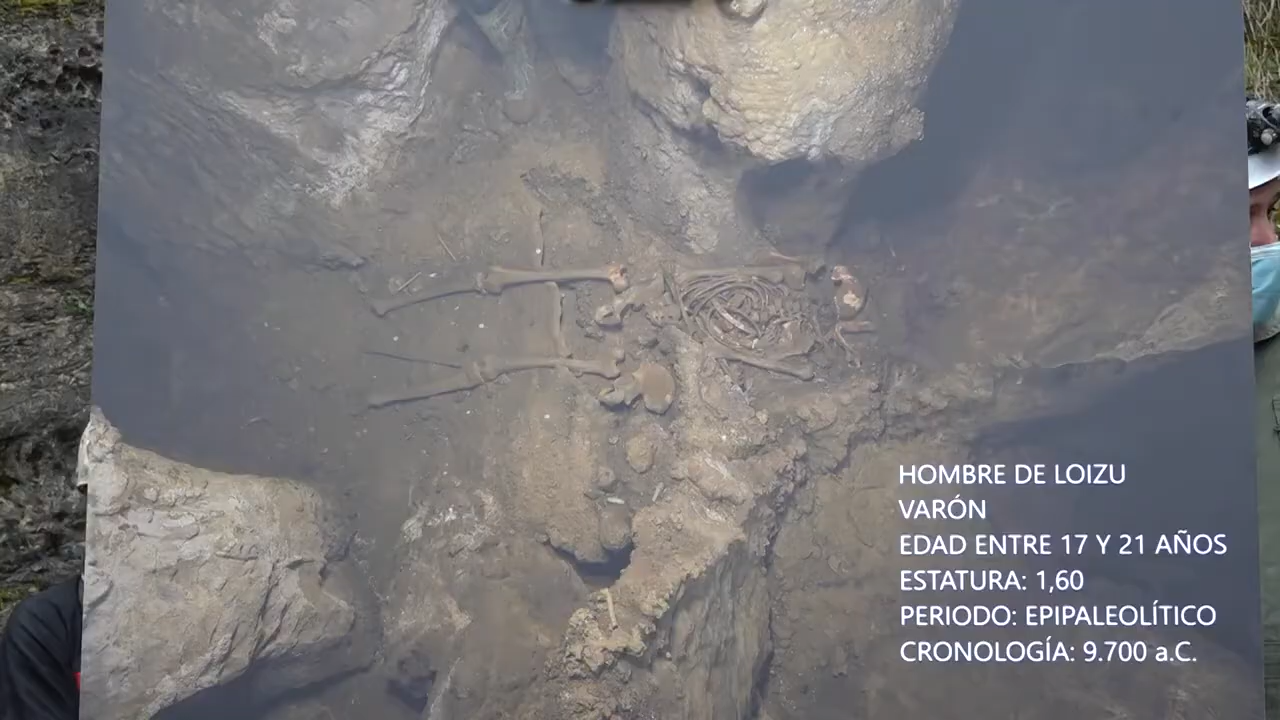 HOMBRE DE LOIZU
VARÓN
EDAD ENTRE 17 Y 21 AÑOS
ESTATURA: 1,60
PERIODO: EPIPALEOLÍTICO
CRONOLOGÍA: 9.700 a.C.